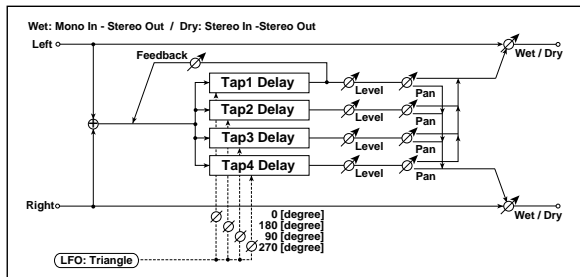 Wet: Mono In - Stereo Out / Dry: Stereo In -Stereo Out
Left
Wet / Dry
Feedback
Tap1 Delay
Level
Pan
Tap2 Delay
Level
Pan
Tap3 Delay
Level
Pan
Tap4 Delay
Level
Pan
Right
Wet / Dry
0 [degree]
180 [degree]
90 [degree]
270 [degree]
LFO: Triangle